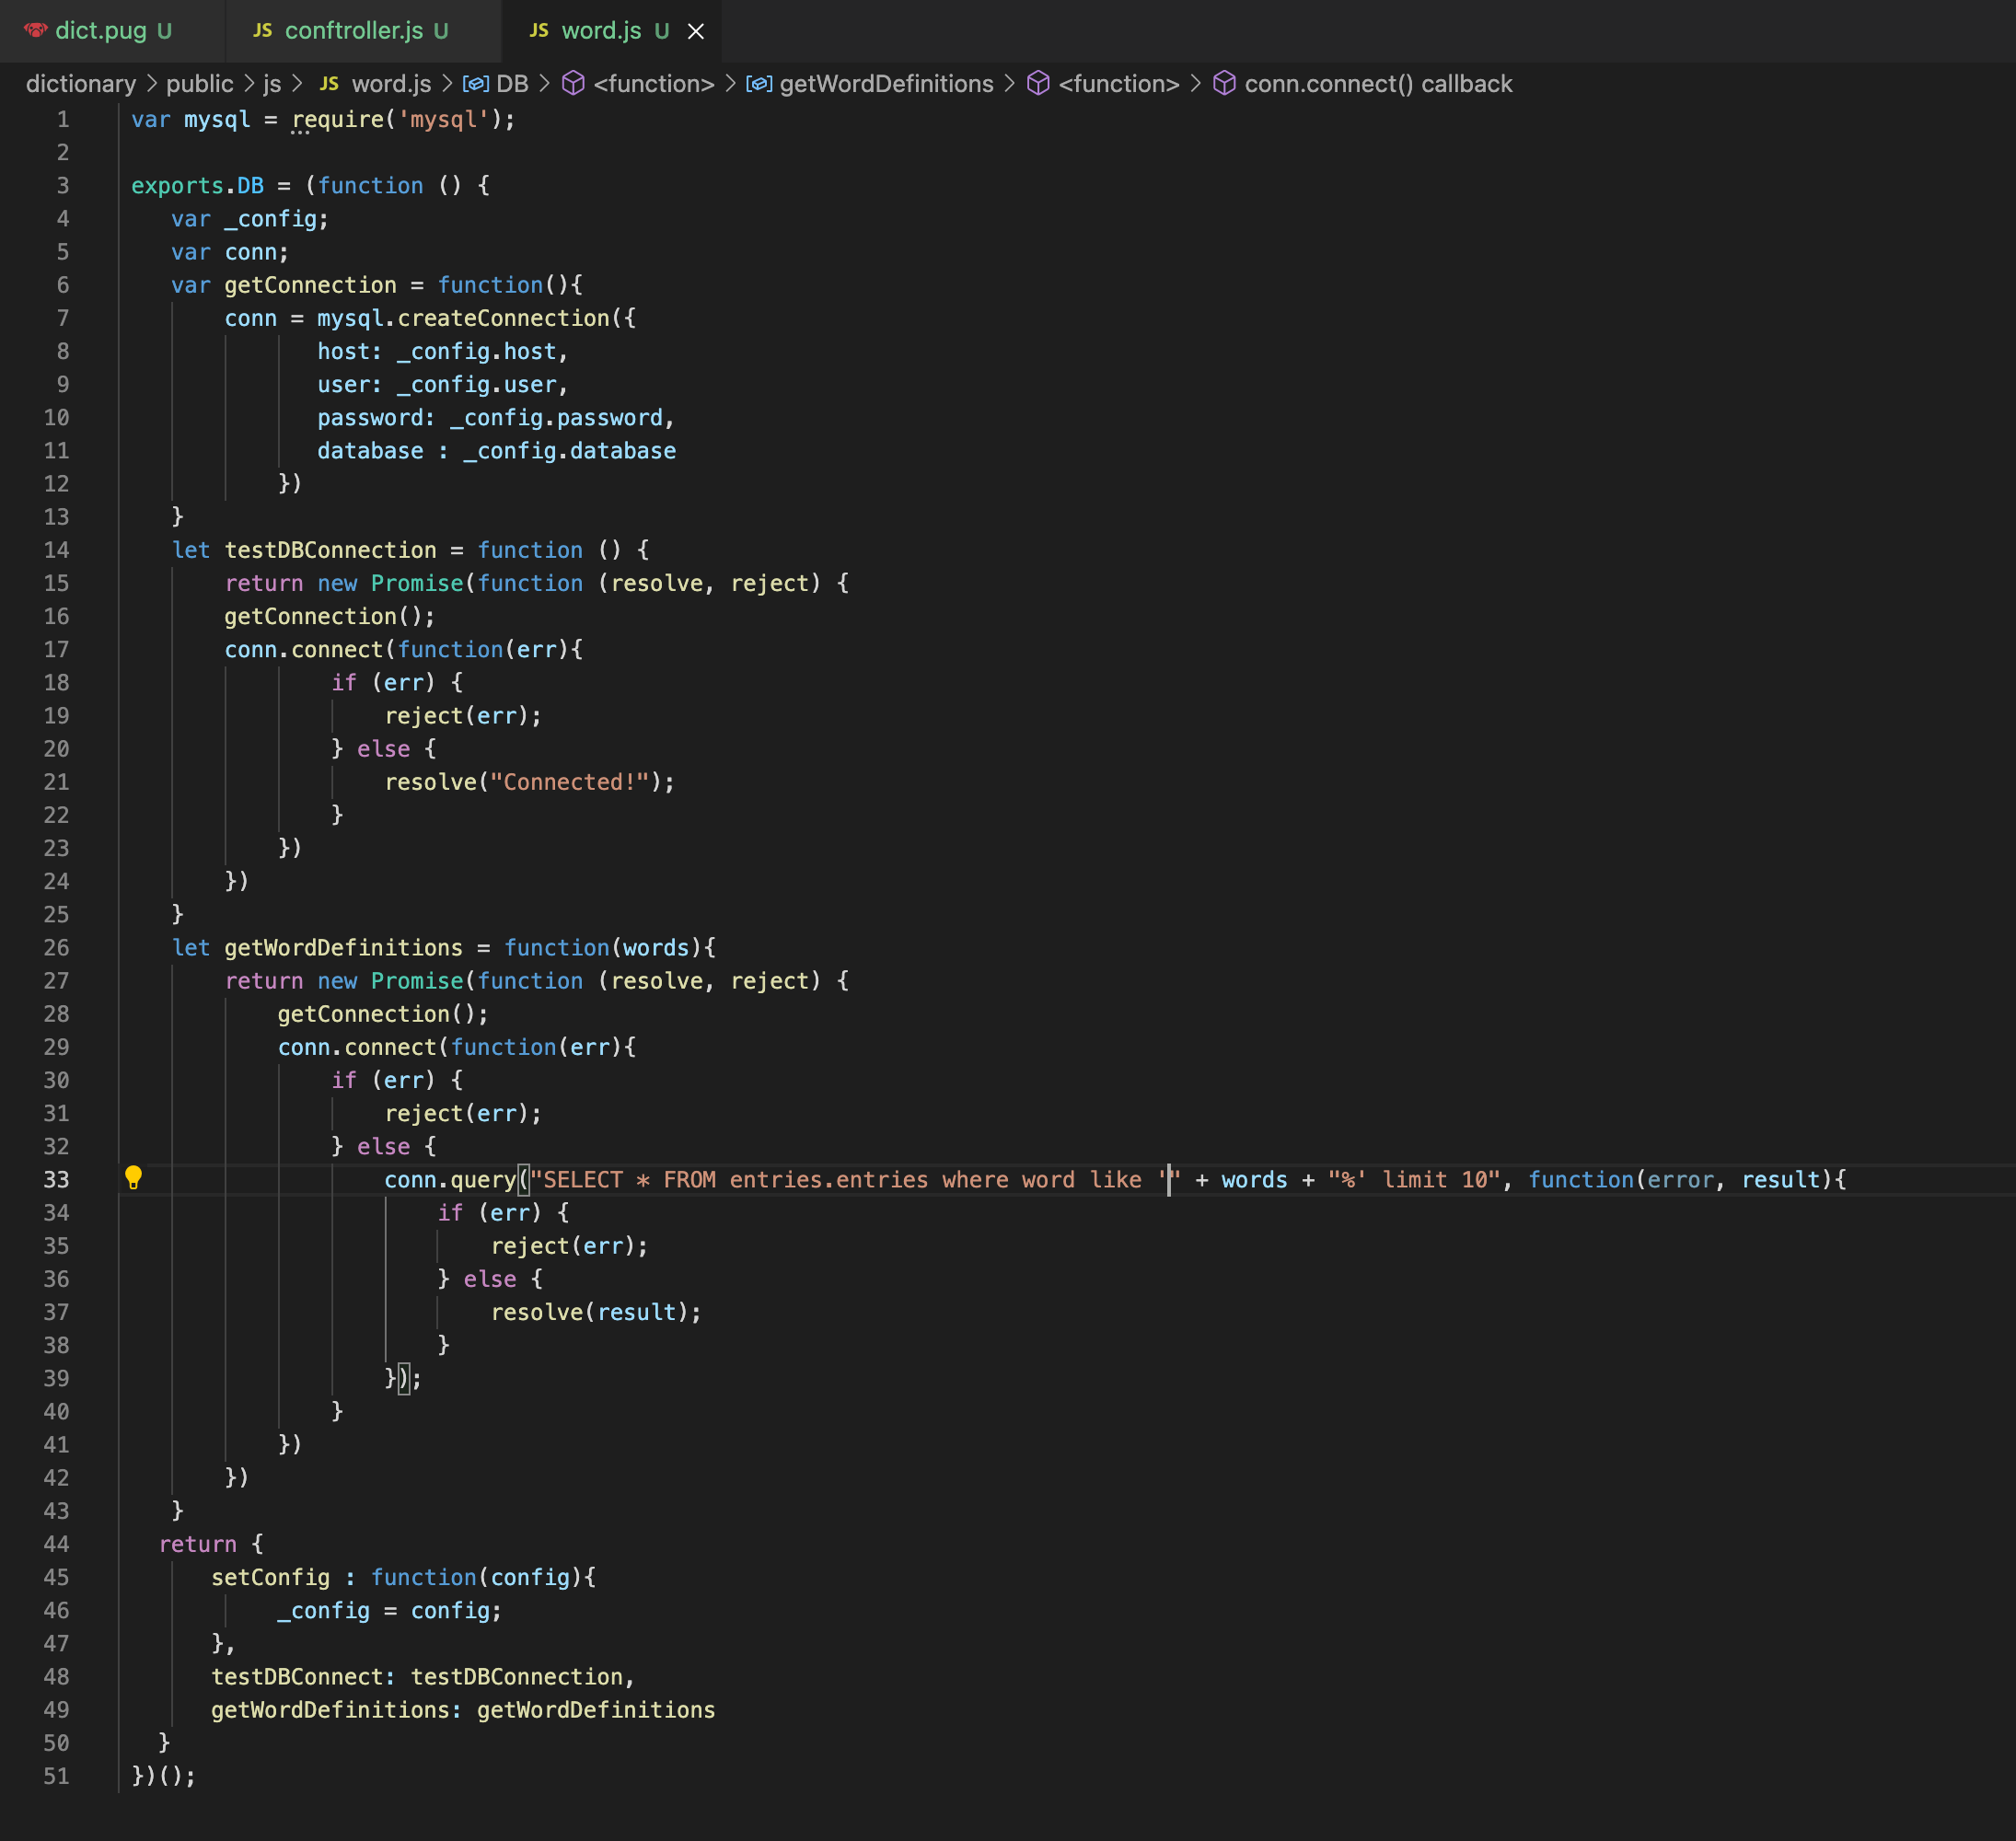 dict.pug U JS conftroller.js U JS word.js U
dictionary > public > js > JS word.js > DB > <function> > getWordDefinitions > <function> > conn.connect() callback
1 var mysql = require('mysql');
2
3 exports.DB = (function () {
4    var _config;
5    var conn;
6    var getConnection = function(){
7        conn = mysql.createConnection({
8               host: _config.host,
9               user: _config.user,
10               password: _config.password,
11               database : _config.database
12            })
13    }
14    let testDBConnection = function () {
15        return new Promise(function (resolve, reject) {
16        getConnection();
17        conn.connect(function(err){
18                if (err) {
19                    reject(err);
20                } else {
21                    resolve("Connected!");
22                }
23            })
24        })
25    }
26    let getWordDefinitions = function(words){
27        return new Promise(function (resolve, reject) {
28            getConnection();
29            conn.connect(function(err){
30                if (err) {
31                    reject(err);
32                } else {
33                    conn.query("SELECT * FROM entries.entries where word like '" + words + "%' limit 10", function(error, result){
34                        if (err) {
35                            reject(err);
36                        } else {
37                            resolve(result);
38                        }
39                    });
40                }
41            })
42        })
43    }
44   return {
45       setConfig : function(config){
46            _config = config;
47       },
48       testDBConnect: testDBConnection,
49       getWordDefinitions: getWordDefinitions
50   }
51 })();